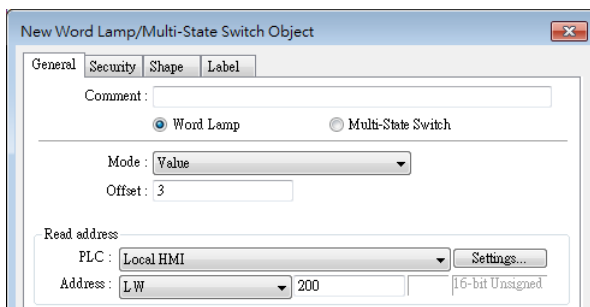 New Word Lamp/Multi-State Switch Object
General Security Shape Label
Comment :
Word Lamp Multi-State Switch
Mode : Value
Offset : 3
Read address
PLC : Local HMI Settings...
Address : LW 200 16-bit Unsigned